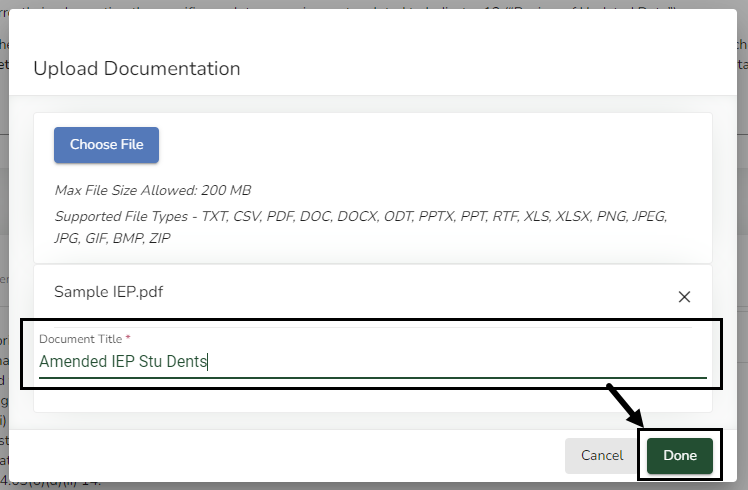 Upload Documentation
Choose File
Max File Size Allowed: 200 MB
Supported File Types - TXT, CSV, PDF, DOC, DOCX, ODT, PPTX, PPT, RTF, XLS, XLSX, PNG, JPEG,
JPG, GIF, BMP, ZIP
Sample IEP.pdf
Document Title *
Amended IEP Stu Dents
Cancel
Done